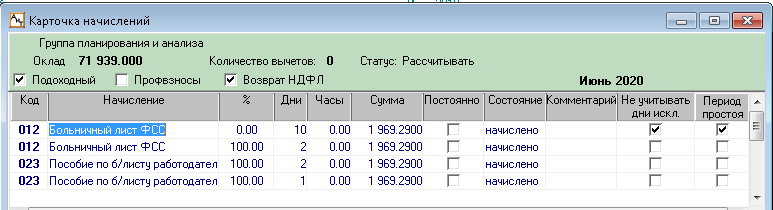 Карточка начислений
Группа планирования и анализа
Оклад 71 939.000 Количество вычетов: 0 Статус: Рассчитывать
Подоходный Профвзносы Возврат НДФЛ Июнь 2020
Код Начисление % Дни Часы Сумма Постоянно Состояние Комментарий Не учитывать дни искл. Период простоя
012 Больничный лист ФСС 0.00 10 0.00 1 969.2900 начислено
012 Больничный лист ФСС 100.00 2 0.00 1 969.2900 начислено
023 Пособие по б/листу работодател 100.00 2 0.00 1 969.2900 начислено
023 Пособие по б/листу работодател 100.00 1 0.00 1 969.2900 начислено